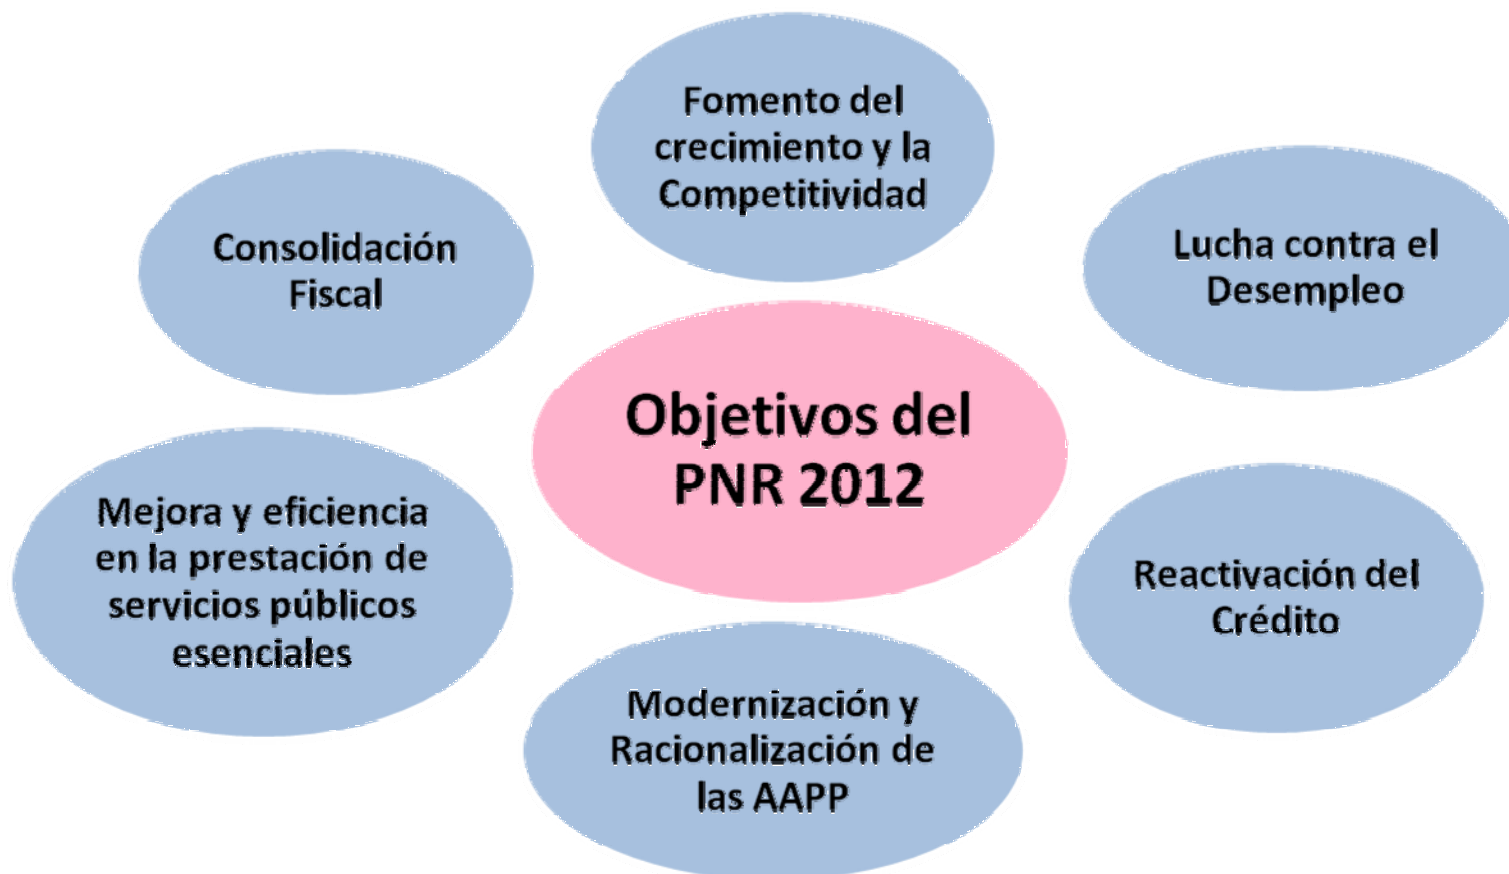 Fomento del
crecimiento y la
Competitividad
Consolidación
Fiscal
Lucha contra el
Desempleo
Objetivos del
PNR 2012
Mejora y eficiencia
en la prestación de
servicios públicos
esenciales
Reactivación del
Crédito
Modernización y
Racionalización de
las AAPP